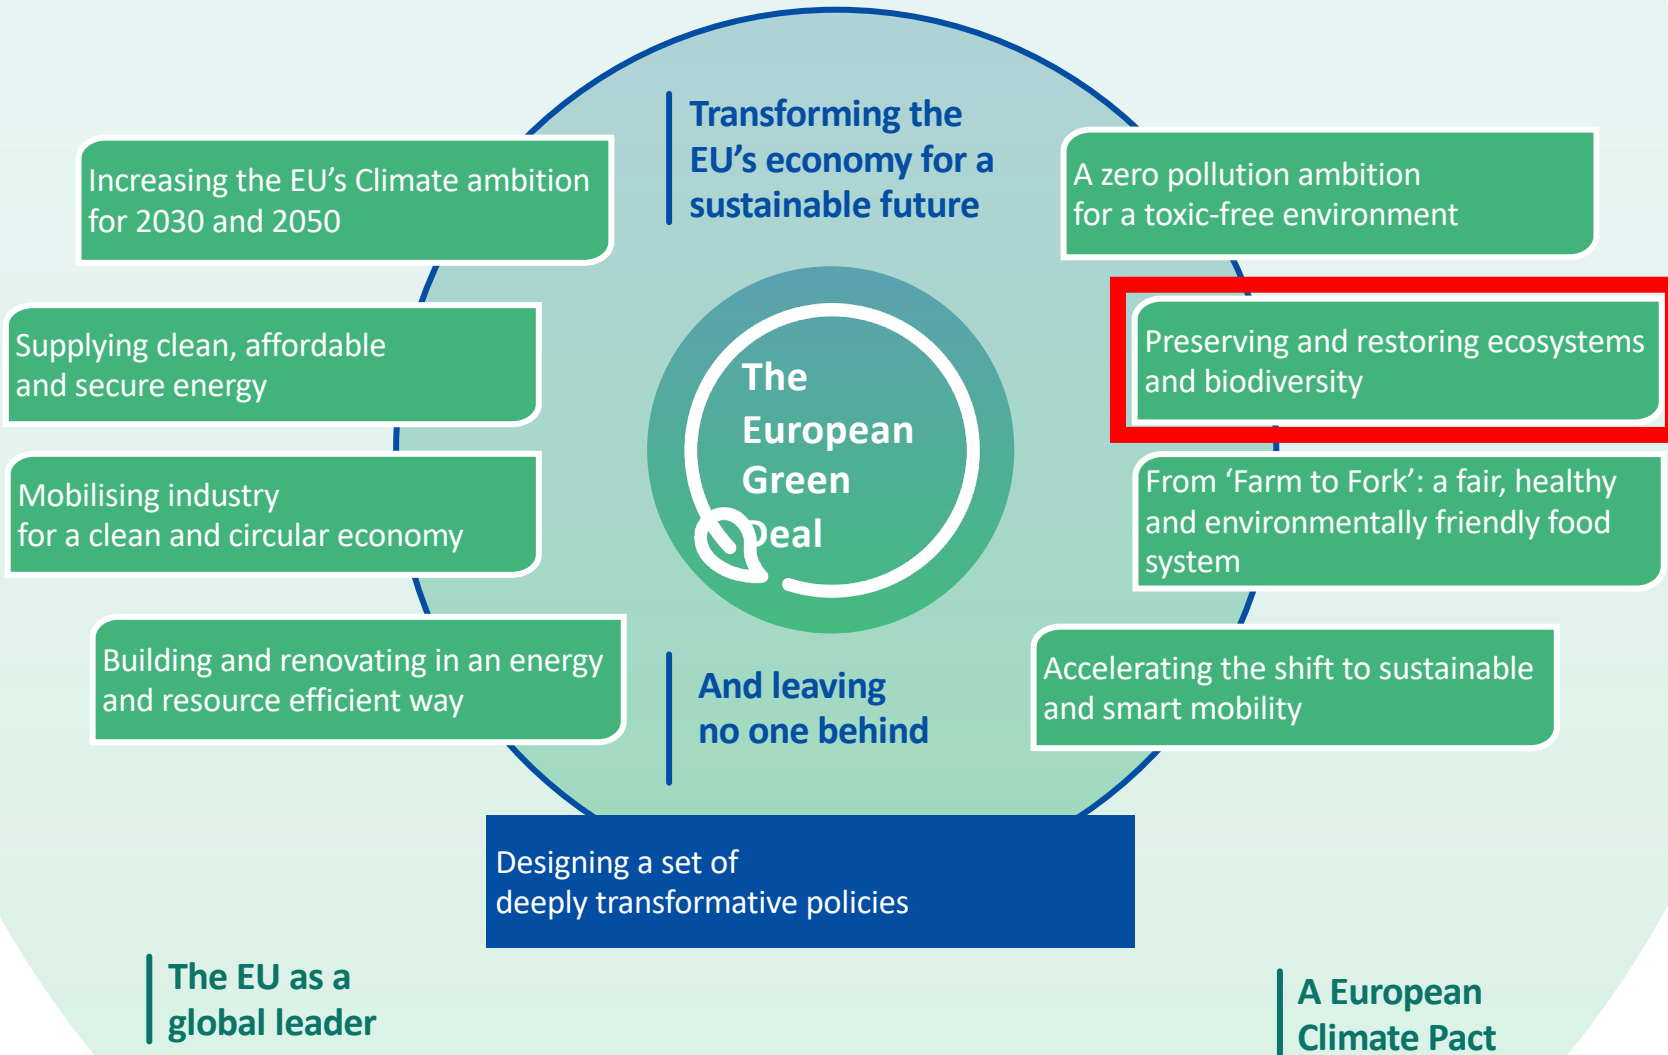 Transforming the
EU’s economy for a
sustainable future
Increasing the EU’s Climate ambition
for 2030 and 2050
Supplying clean, affordable
and secure energy
Mobilising industry
for a clean and circular economy
Building and renovating in an energy
and resource efficient way
The
European
Green
Deal
A zero pollution ambition
for a toxic-free environment
Preserving and restoring ecosystems
and biodiversity
From ‘Farm to Fork’: a fair, healthy
and environmentally friendly food
system
Accelerating the shift to sustainable
and smart mobility
And leaving
no one behind
Designing a set of
deeply transformative policies
The EU as a
global leader
A European
Climate Pact